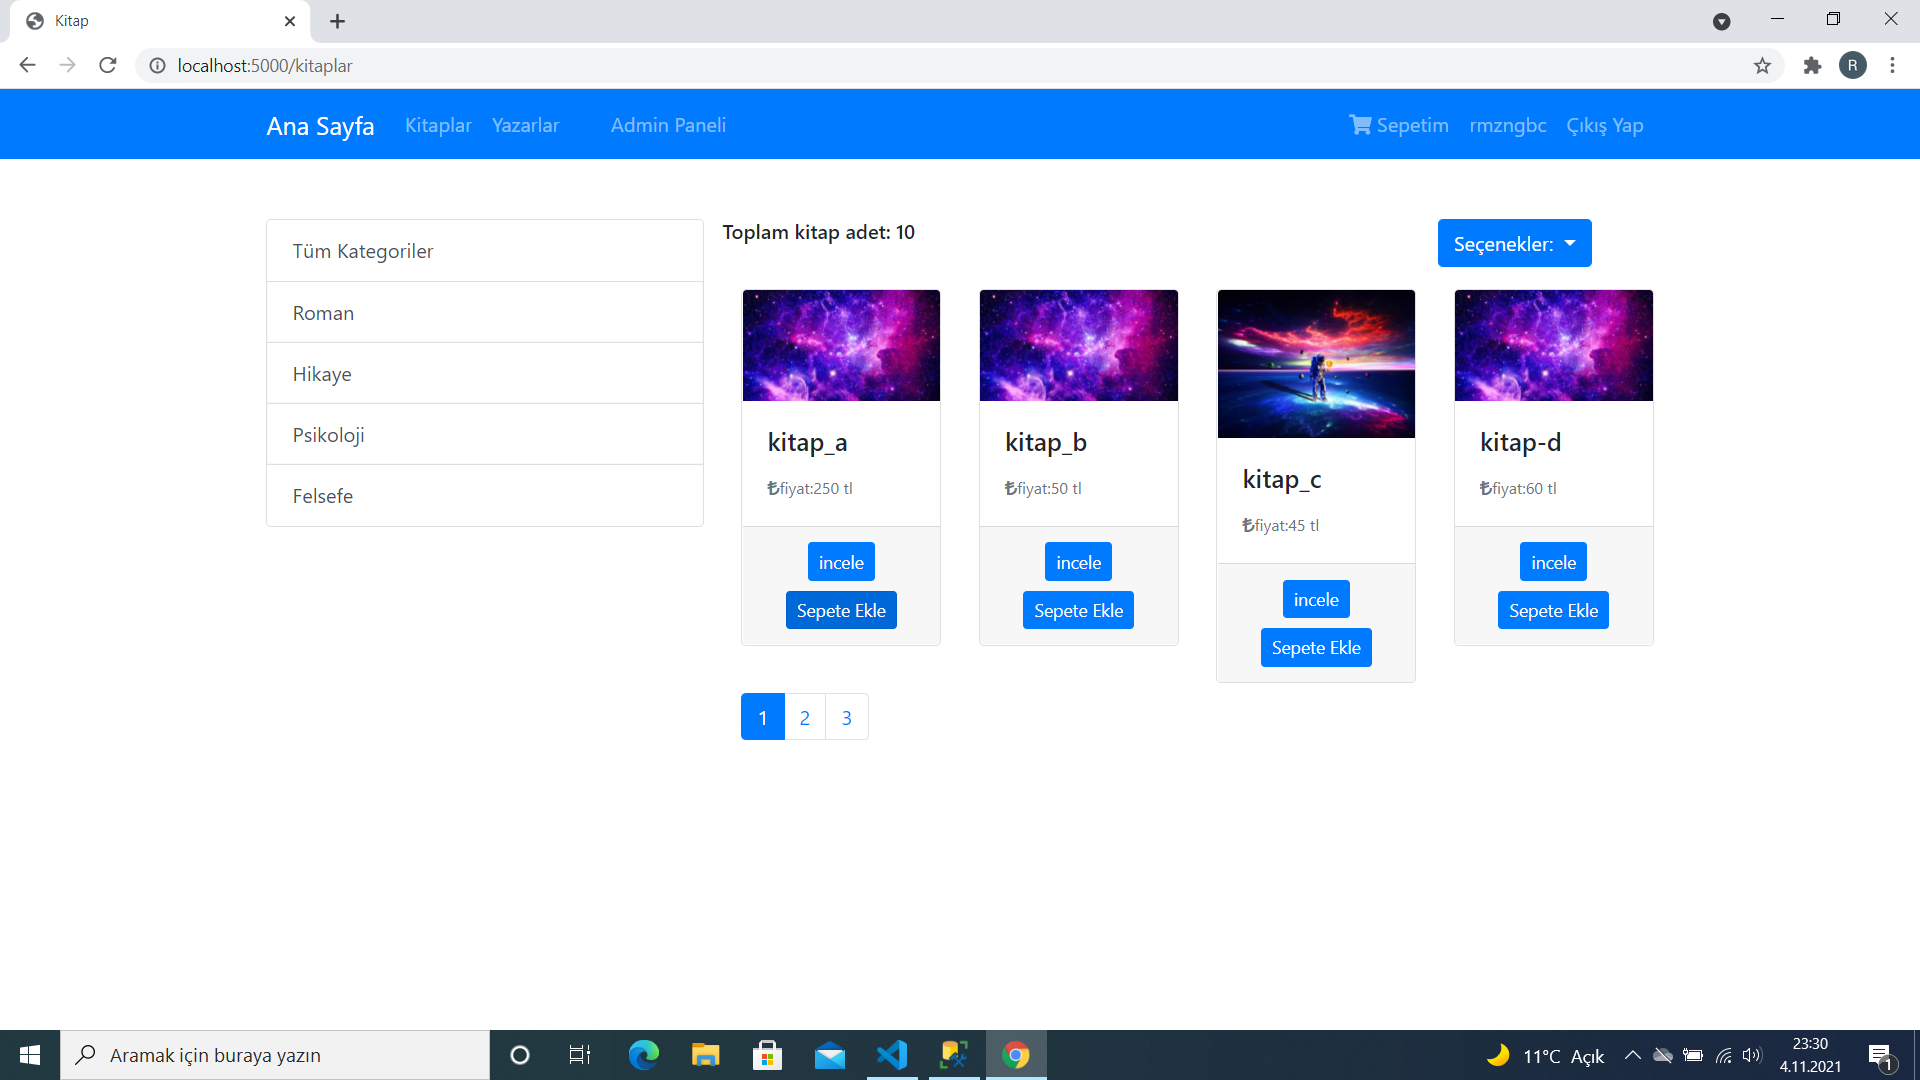 Kitap
localhost:5000/kitaplar
R
Ana Sayfa Kitaplar Yazarlar Admin Paneli Sepetim rmzngbc Çıkış Yap
Tüm Kategoriler
Roman
Hikaye
Psikoloji
Felsefe
Toplam kitap adet: 10
Seçenekler:
kitap_a
₺fiyat:250 tl
incele
Sepete Ekle
kitap_b
₺fiyat:50 tl
incele
Sepete Ekle
kitap_c
₺fiyat:45 tl
incele
Sepete Ekle
kitap-d
₺fiyat:60 tl
incele
Sepete Ekle
1 2 3
Aramak için buraya yazın
11°C Açık
23:30
4.11.2021
1